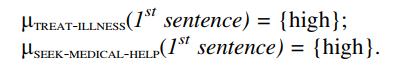 μTREAT-ILLNESS(1st sentence) = {high};
μSEEK-MEDICAL-HELP(1st sentence) = {high}.